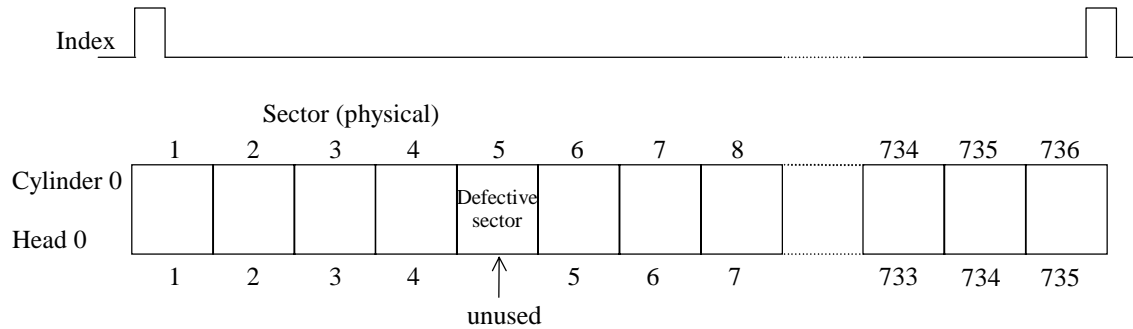 Index
Sector (physical)
1 2 3 4 5 6 7 8 734 735 736
Cylinder 0
Defective
sector
Head 0
1 2 3 4 5 6 7 733 734 735
unused